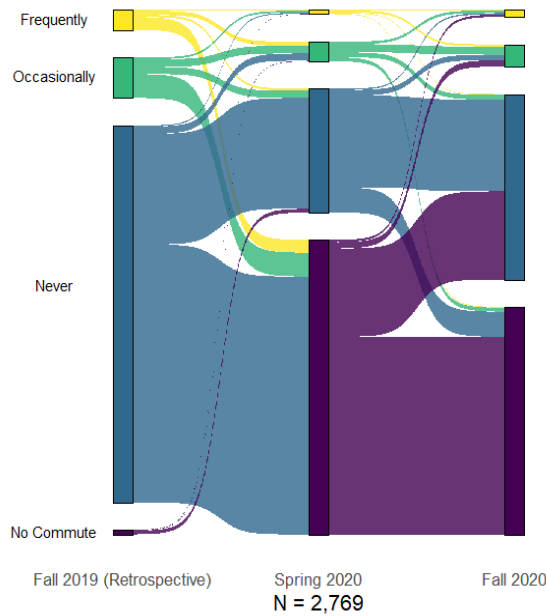 Frequently
Occasionally
Never
No Commute
Fall 2019 (Retrospective) Spring 2020 Fall 2020
N = 2,769